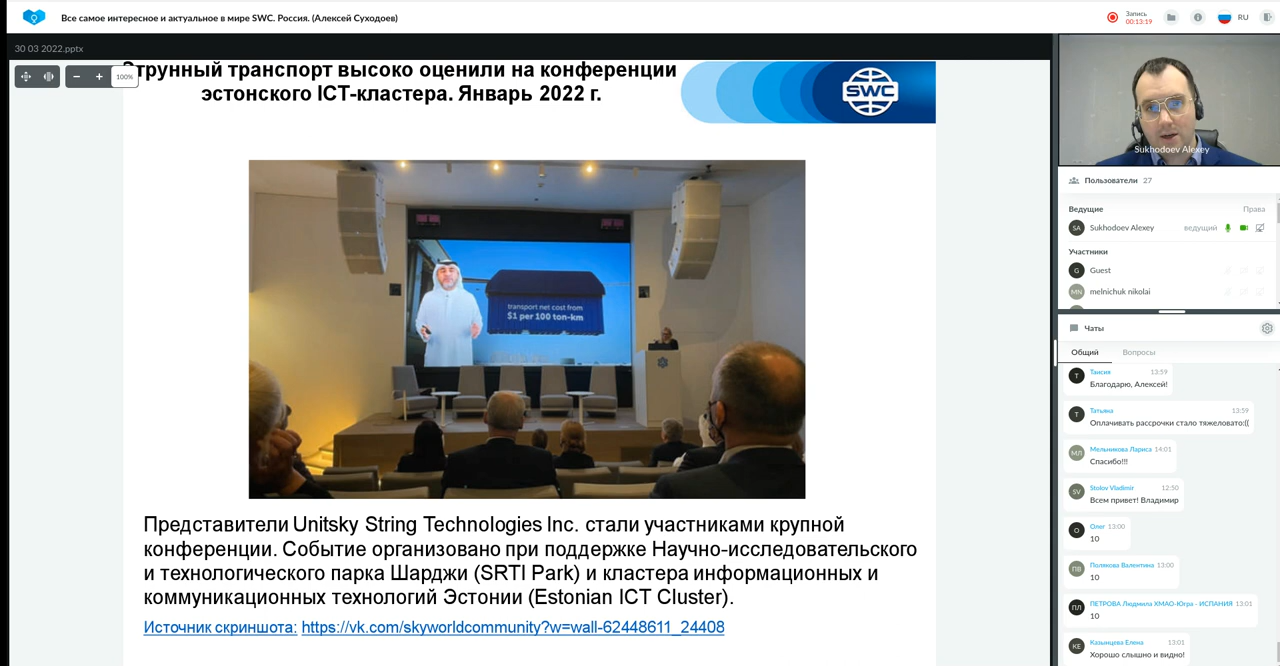 Все самое интересное и актуальное в мире SWC. Россия. (Алексей Суходоев)
Запись
00:13:19
RU
30 03 2022.pptx
100%
Струнный транспорт высоко оценили на конференции
эстонского ICT-кластера. Январь 2022 г.
SWC
transport net cost from
$1 per 100 ton-km
Представители Unitsky String Technologies Inc. стали участниками крупной
конференции. Событие организовано при поддержке Научно-исследовательского
и технологического парка Шарджи (SRTI Park) и кластера информационных и
коммуникационных технологий Эстонии (Estonian ICT Cluster).
Источник скриншота: https://vk.com/skyworldcommunity?w=wall-62448611_24408
Sukhodoev Alexey
Пользователи 27
Ведущие Права
SA Sukhodoev Alexey ведущий
Участники
G Guest
MN melnichuk nikolai
Чаты
Общий Вопросы
Т Таисия 13:59
Благодарю, Алексей!
Т Татьяна 13:59
Оплачивать рассрочки стало тяжеловато:((
МЛ Мельникова Лариса 14:01
Спасибо!!!
SV Stolov Vladimir 12:50
Всем привет! Владимир
О Олег 13:00
10
ПВ Полякова Валентина 13:00
10
ПЛ ПЕТРОВА Людмила ХМАО-Югра - ИСПАНИЯ 13:01
10
КЕ Казынцева Елена 13:01
Хорошо слышно и видно!